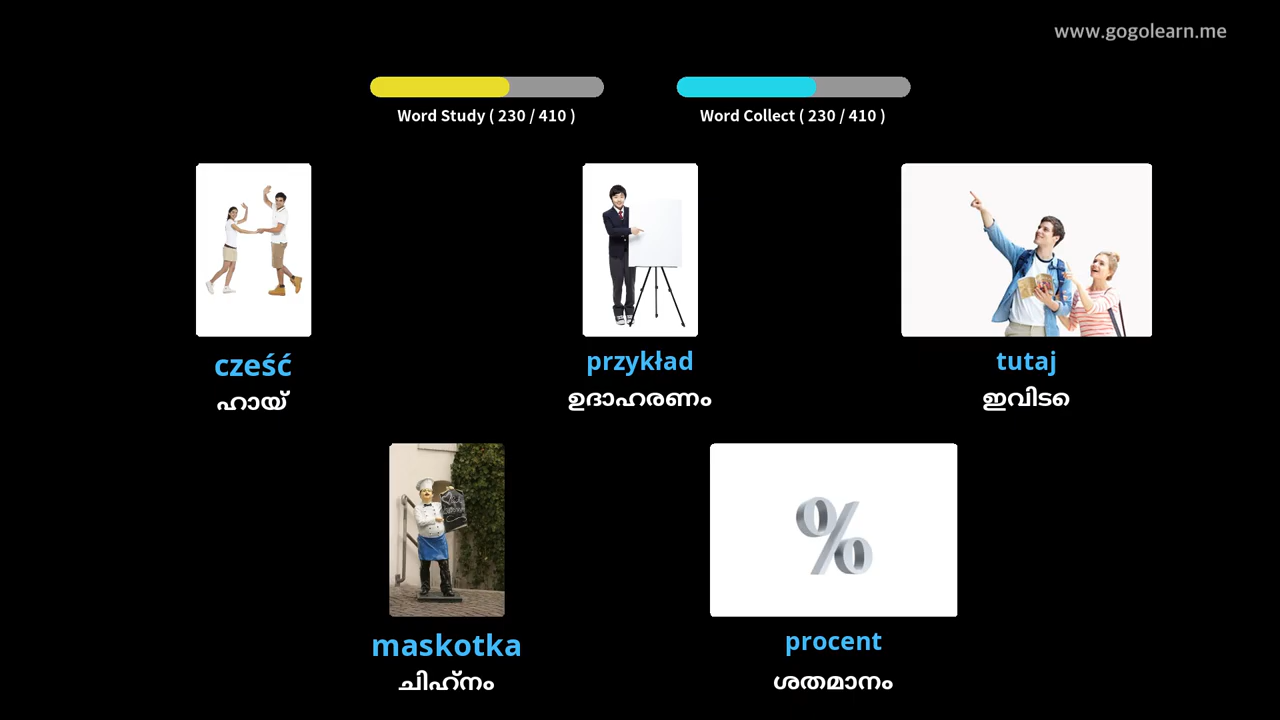 www.gogolearn.me
Word Study ( 230 / 410 )
Word Collect ( 230 / 410 )
cześć
ഹായ്
przykład
ഉദാഹരണം
tutaj
ഇവിടെ
maskotka
ചിഹ്നം
procent
ശതമാനം
%